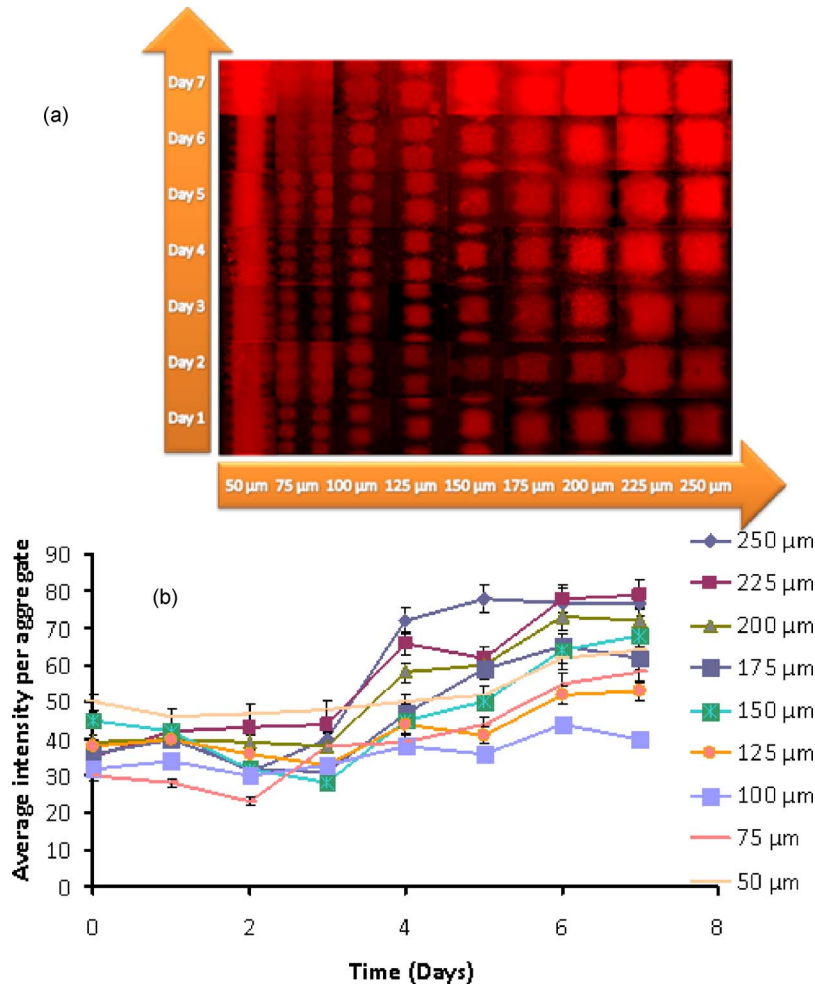 (a)
Day 7
Day 6
Day 5
Day 4
Day 3
Day 2
Day 1
50 µm 75 µm 100 µm 125 µm 150 µm 175 µm 200 µm 225 µm 250 µm
(b)
Average intensity per aggregate
90
80
70
60
50
40
30
20
10
0
0 2 4 6 8
Time (Days)
250 µm
225 µm
200 µm
175 µm
150 µm
125 µm
100 µm
75 µm
50 µm